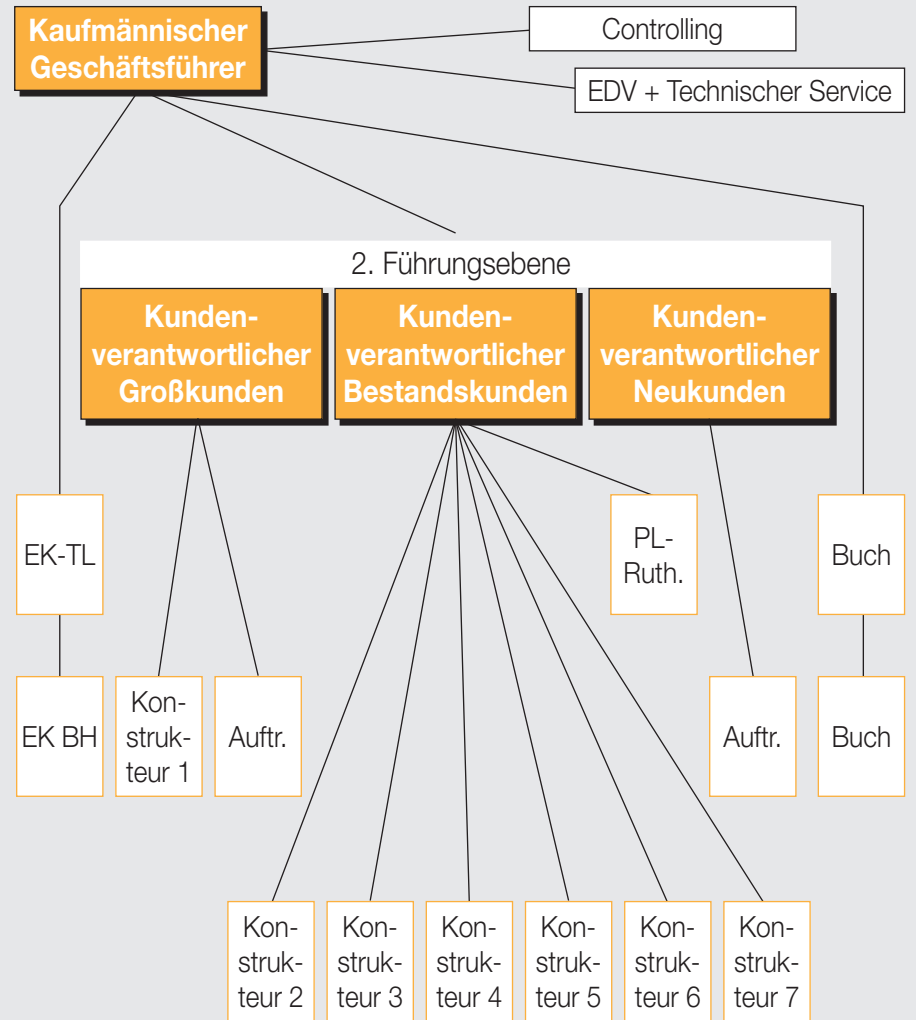 Kaufmännischer
Geschäftsführer
Controlling
EDV + Technischer Service
2. Führungsebene
Kunden-
verantwortlicher
Großkunden
Kunden-
verantwortlicher
Bestandskunden
Kunden-
verantwortlicher
Neukunden
EK-TL
PL-
Ruth.
Buch
EK BH
Kon-
struk-
teur 1
Auftr.
Auftr.
Buch
Kon-
struk-
teur 2
Kon-
struk-
teur 3
Kon-
struk-
teur 4
Kon-
struk-
teur 5
Kon-
struk-
teur 6
Kon-
struk-
teur 7